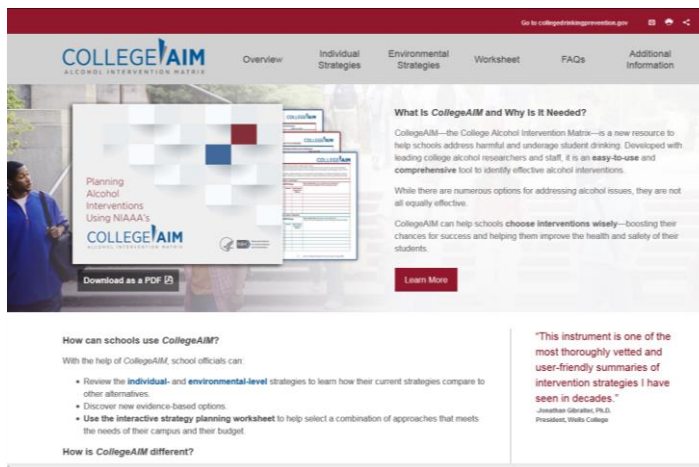 Go to collegedrinkingprevention.gov
COLLEGE AIM
ALCOHOL INTERVENTION MATRIX
Overview
Individual
Strategies
Environmental
Strategies
Worksheet
FAQs
Additional
Information
Planning
Alcohol
Interventions
Using NIAAA's
COLLEGE AIM
ALCOHOL INTERVENTION MATRIX
COLLEGE AIM
Download as a PDF
What Is CollegeAIM and Why Is It Needed?
CollegeAIM—the College Alcohol Intervention Matrix—is a new resource to
help schools address harmful and underage student drinking. Developed with
leading college alcohol researchers and staff, it is an easy-to-use and
comprehensive tool to identify effective alcohol interventions.
While there are numerous options for addressing alcohol issues, they are not
all equally effective.
CollegeAIM can help schools choose interventions wisely—boosting their
chances for success and helping them improve the health and safety of their
students.
Learn More
How can schools use CollegeAIM?
With the help of CollegeAIM, school officials can:
• Review the individual- and environmental-level strategies to learn how their current strategies compare to
other alternatives.
• Discover new evidence-based options.
• Use the interactive strategy planning worksheet to help select a combination of approaches that meets
the needs of their campus and their budget.
How is CollegeAIM different?
"This instrument is one of the
most thoroughly vetted and
user-friendly summaries of
intervention strategies I have
seen in decades."
-Jonathan Gibralter, Ph.D.
President, Wells College